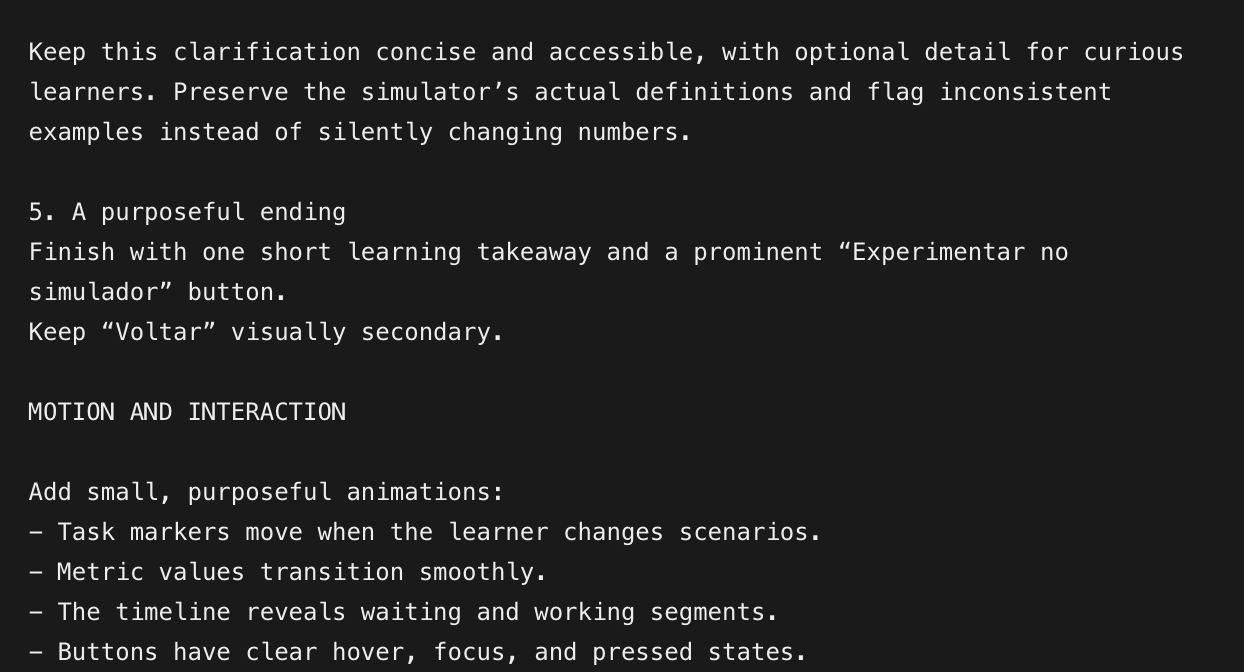 Keep this clarification concise and accessible, with optional detail for curious
learners. Preserve the simulator’s actual definitions and flag inconsistent
examples instead of silently changing numbers.
5. A purposeful ending
Finish with one short learning takeaway and a prominent “Experimentar no
simulador” button.
Keep “Voltar” visually secondary.
MOTION AND INTERACTION
Add small, purposeful animations:
– Task markers move when the learner changes scenarios.
– Metric values transition smoothly.
– The timeline reveals waiting and working segments.
– Buttons have clear hover, focus, and pressed states.